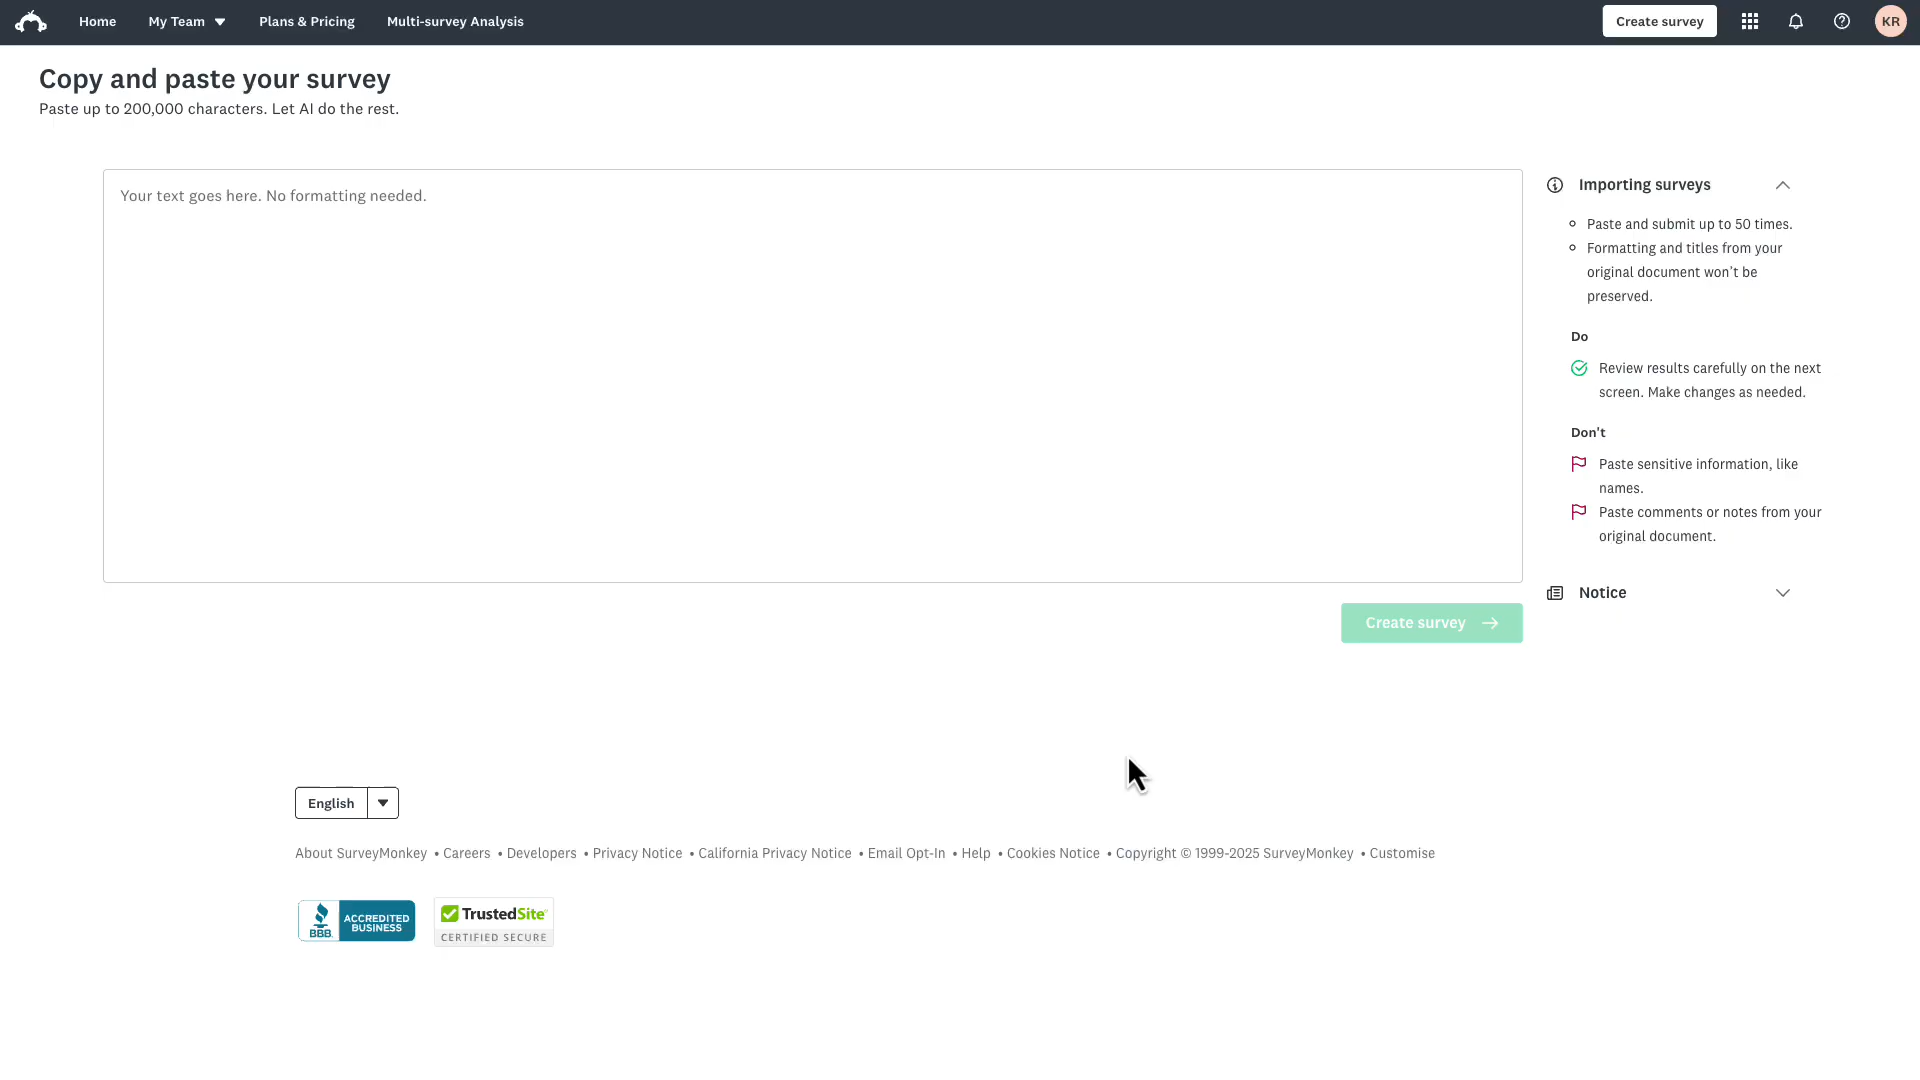 Home
My Team
Plans & Pricing
Multi-survey Analysis
Create survey
KR
Copy and paste your survey
Paste up to 200,000 characters. Let AI do the rest.
Your text goes here. No formatting needed.
Create survey
Importing surveys
Paste and submit up to 50 times.
Formatting and titles from your
original document won't be
preserved.
Do
Review results carefully on the next
screen. Make changes as needed.
Don't
Paste sensitive information, like
names.
Paste comments or notes from your
original document.
Notice
English
About SurveyMonkey • Careers • Developers • Privacy Notice • California Privacy Notice • Email Opt-In • Help • Cookies Notice • Copyright © 1999-2025 SurveyMonkey • Customise
BBB.
ACCREDITED
BUSINESS
TrustedSite
CERTIFIED SECURE